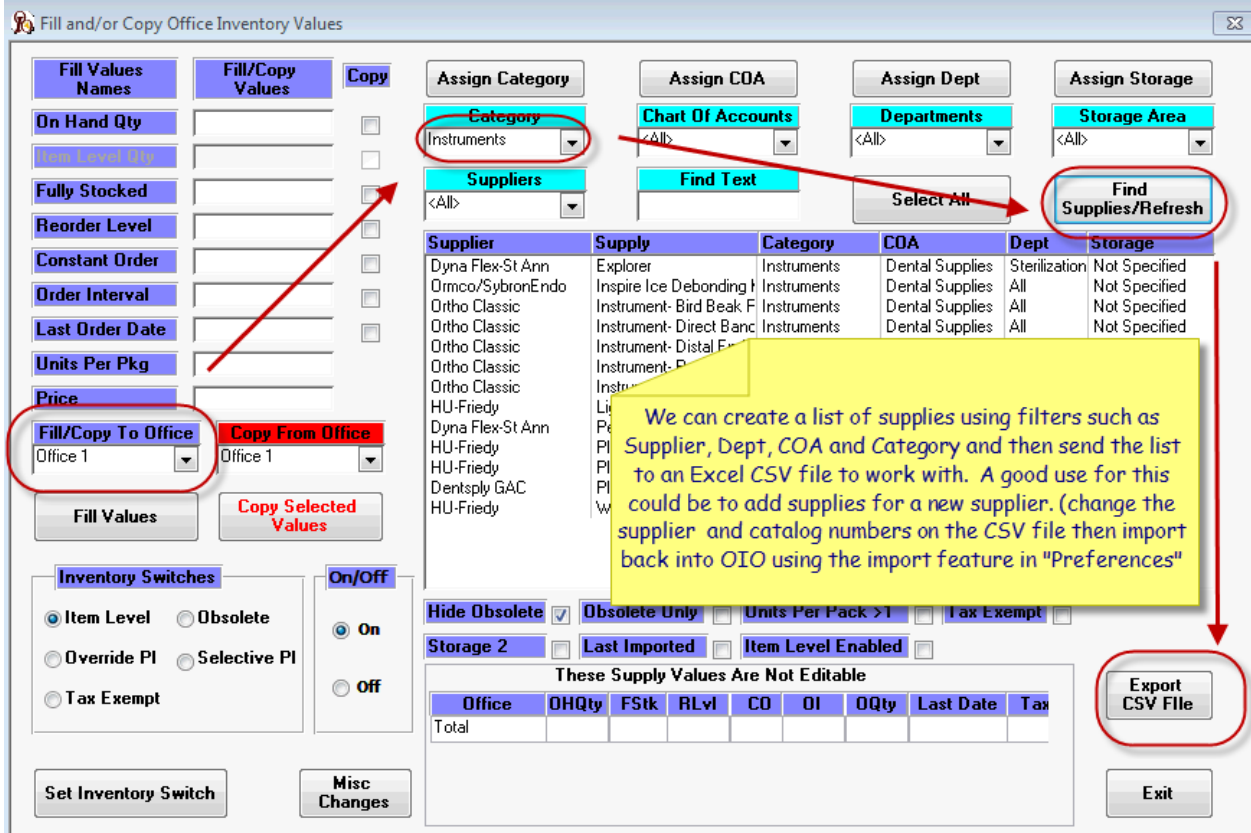 Fill and/or Copy Office Inventory Values
Fill Values Names
Fill/Copy Values
Copy
On Hand Qty
Item Level Qty
Fully Stocked
Reorder Level
Constant Order
Order Interval
Last Order Date
Units Per Pkg
Price
Fill/Copy To Office
Copy From Office
Office 1
Office 1
Fill Values
Copy Selected Values
Inventory Switches
On/Off
Item Level
Obsolete
On
Override PI
Selective PI
Tax Exempt
Off
Set Inventory Switch
Misc Changes
Assign Category
Assign COA
Assign Dept
Assign Storage
Category
Chart Of Accounts
Departments
Storage Area
Instruments
<All>
<All>
<All>
Suppliers
Find Text
Select All
Find Supplies/Refresh
<All>
Supplier Supply Category COA Dept Storage
Dyna Flex-St Ann Explorer Instruments Dental Supplies Sterilization Not Specified
Ormco/SybronEndo Inspire Ice Debonding Instruments Dental Supplies All Not Specified
Ortho Classic Instrument- Bird Beak Instruments Dental Supplies All Not Specified
Ortho Classic Instrument- Direct Instruments Dental Supplies All Not Specified
Ortho Classic Instrument- Distal
Ortho Classic Instrument-
Ortho Classic
HU-Friedy
Dyna Flex-St Ann
HU-Friedy
HU-Friedy
Dentsply GAC
HU-Friedy
We can create a list of supplies using filters such as
Supplier, Dept, COA and Category and then send the list
to an Excel CSV file to work with. A good use for this
could be to add supplies for a new supplier. (change the
supplier and catalog numbers on the CSV file then import
back into OIO using the import feature in "Preferences"
Hide Obsolete Obsolete Only Units Per Pack >1 Tax Exempt
Storage 2 Last Imported Item Level Enabled
These Supply Values Are Not Editable
Office OHQty FStk RLvl CO OI OQty Last Date Tax
Total
Export CSV FIle
Exit